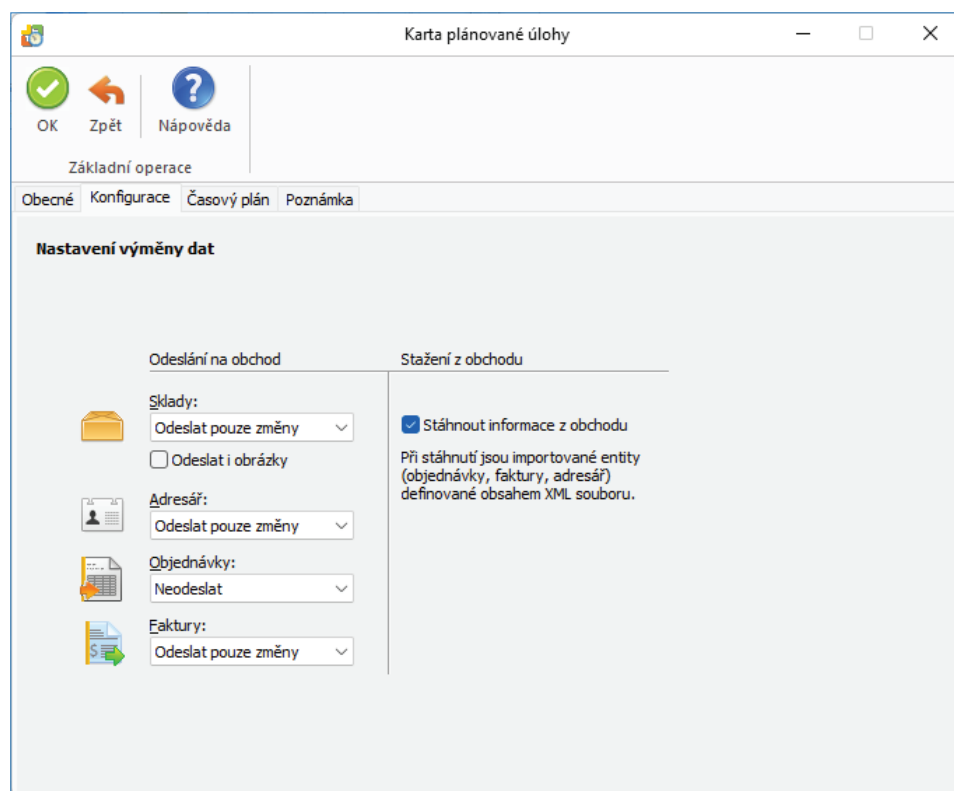 Karta plánované úlohy
OK
Zpět
Nápověda
Základní operace
Obecné
Konfigurace
Časový plán
Poznámka
Nastavení výměny dat
Odeslání na obchod
Stažení z obchodu
Sklady:
Odeslat pouze změny
Odeslat i obrázky
Stáhnout informace z obchodu
Při stáhnutí jsou importované entity
(objednávky, faktury, adresář)
definované obsahem XML souboru.
Adresář:
Odeslat pouze změny
Objednávky:
Neodeslat
Faktury:
Odeslat pouze změny